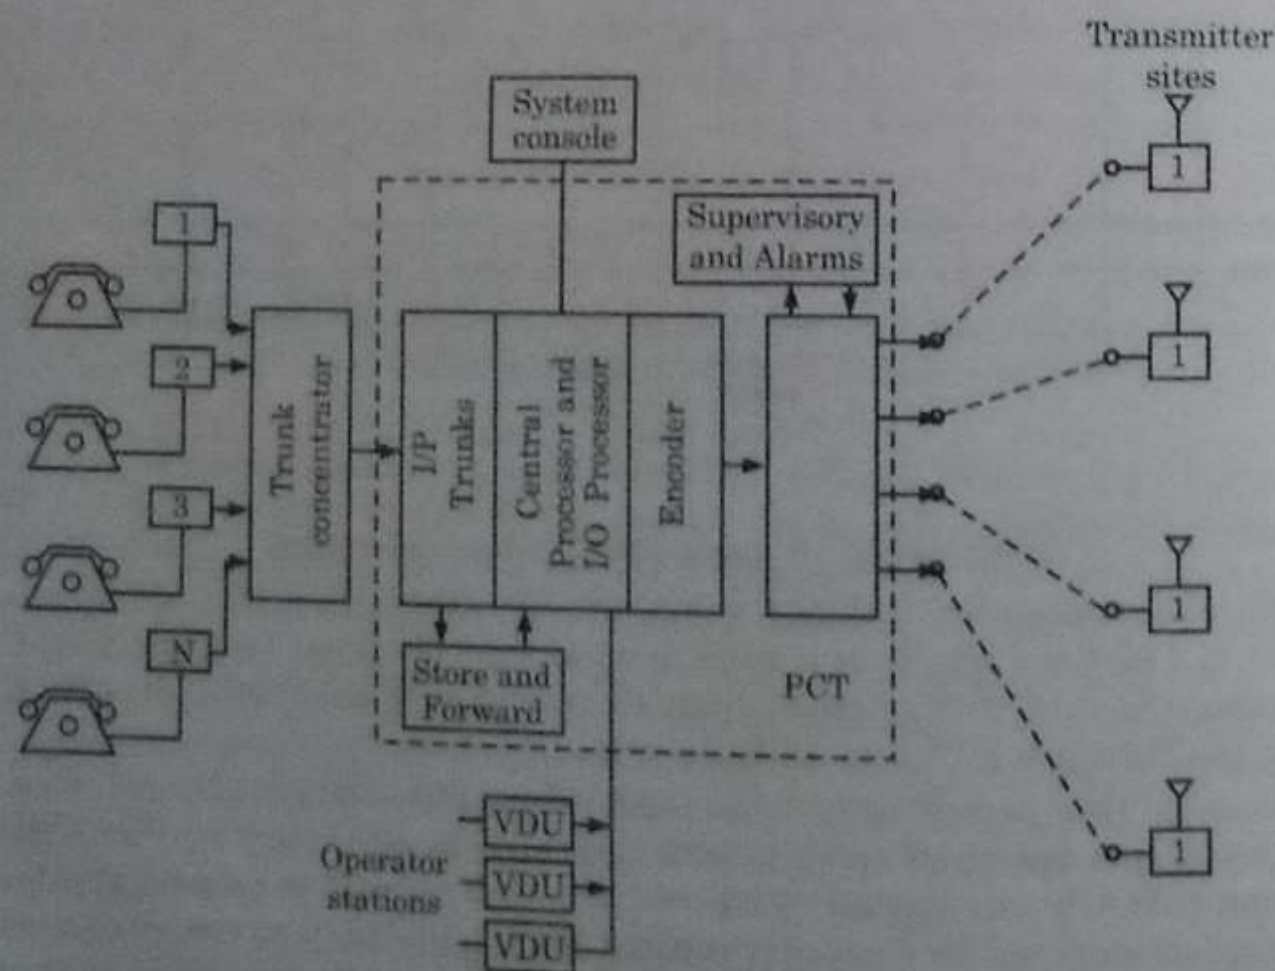 Transmitter
sites
System
console
Supervisory
and Alarms
1
2
3
N
Trunk
concentrator
I/P
Trunks
Central
Processor and
I/O Processor
Encoder
Store and
Forward
PCT
Operator
stations
VDU
VDU
VDU
1
1
1
1